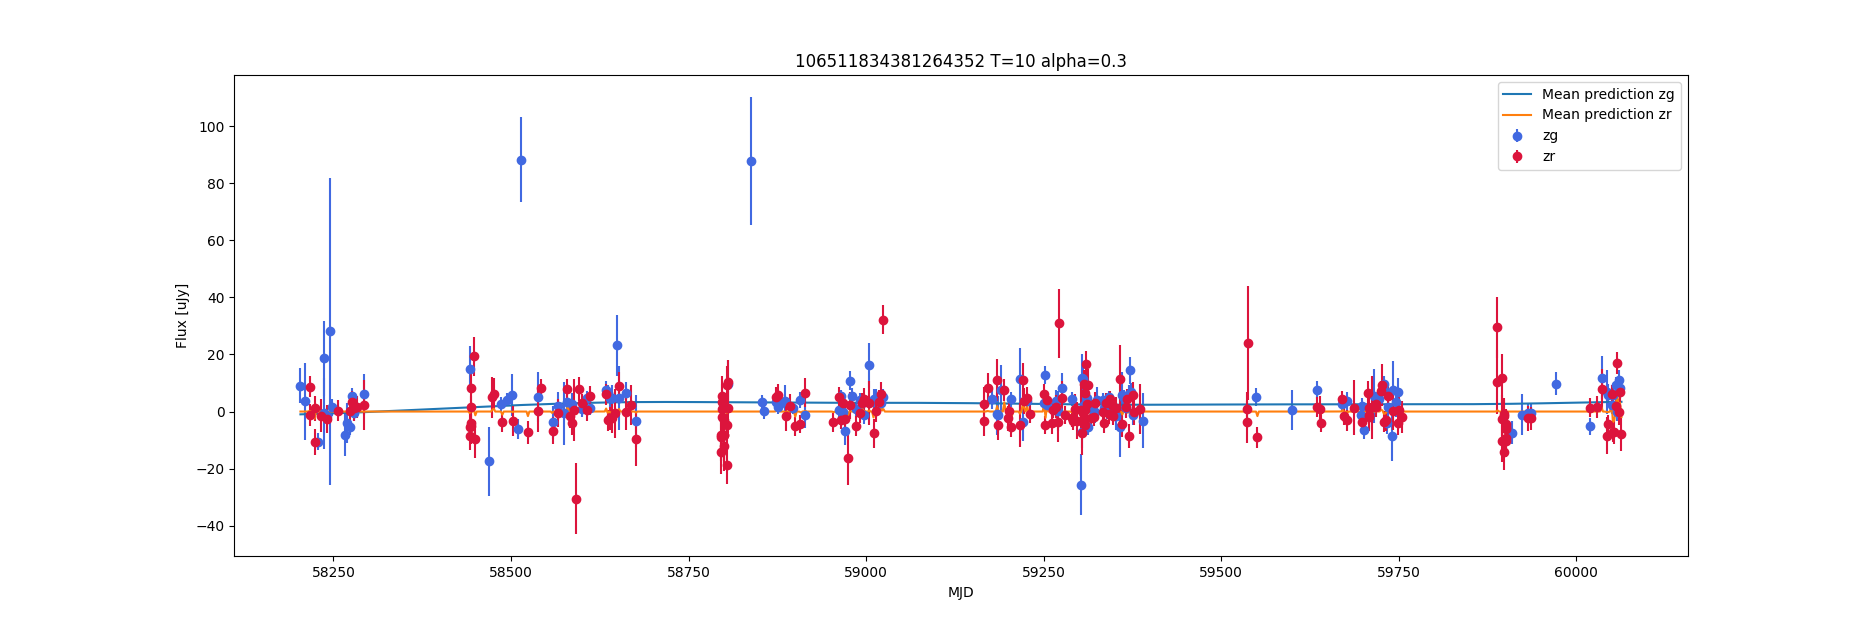 106511834381264352 T=10 alpha=0.3
Mean prediction zg
Mean prediction zr
zg
zr
Flux [uJy]
100
80
60
40
20
0
−20
−40
58250 58500 58750 59000 59250 59500 59750 60000
MJD